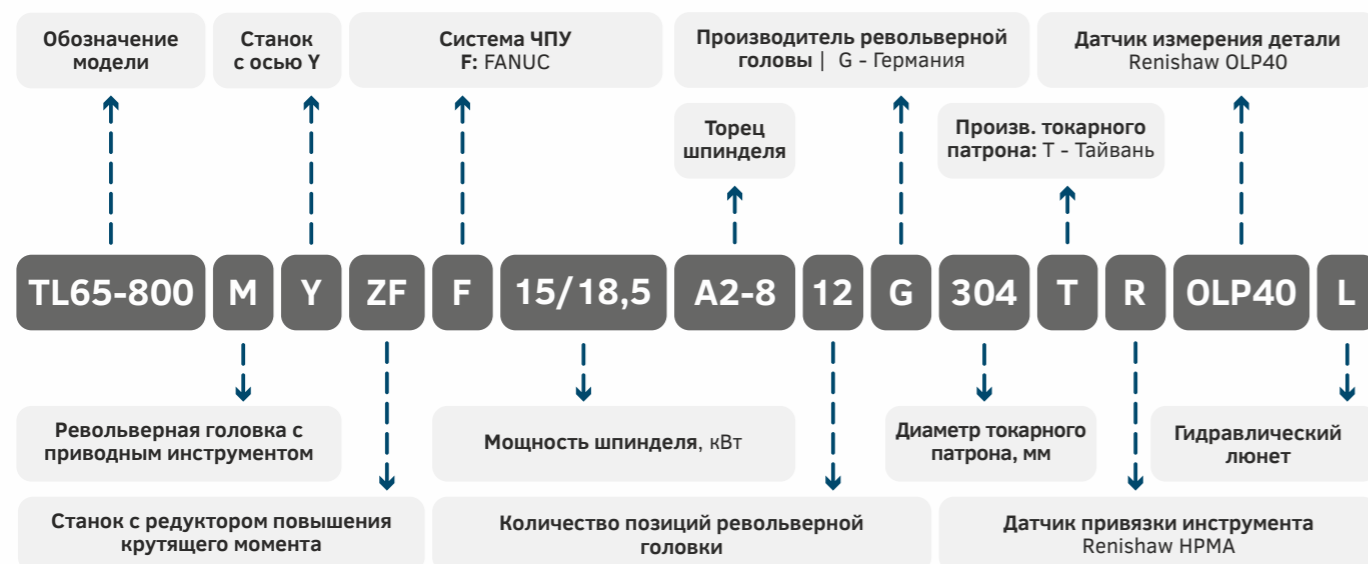 Обозначение
модели
Станок
с осью Y
Система ЧПУ
F: FANUC
Производитель револьверной
головы | G - Германия
Датчик измерения детали
Renishaw OLP40
Торец
шпинделя
Произв. токарного
патрона: T - Тайвань
TL65-800 M Y ZF F 15/18,5 A2-8 12 G 304 T R OLP40 L
Револьверная головка с
приводным инструментом
Мощность шпинделя, кВт
Диаметр токарного
патрона, мм
Гидравлический
люнет
Станок с редуктором повышения
крутящего момента
Количество позиций револьверной
головки
Датчик привязки инструмента
Renishaw HPMA